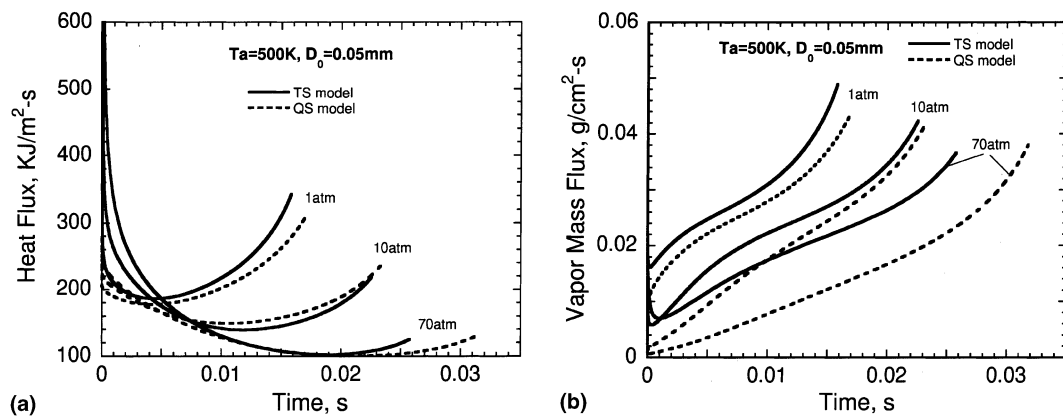 (a)
Heat Flux, KJ/m²-s
600
500
400
300
200
100
Ta=500K, D₀=0.05mm
TS model
QS model
1atm
10atm
70atm
0
0.01
0.02
0.03
Time, s
(b)
Vapor Mass Flux, g/cm²-s
0.06
0.04
0.02
0
Ta=500K, D₀=0.05mm
TS model
QS model
1atm
10atm
70atm
0
0.01
0.02
0.03
Time, s